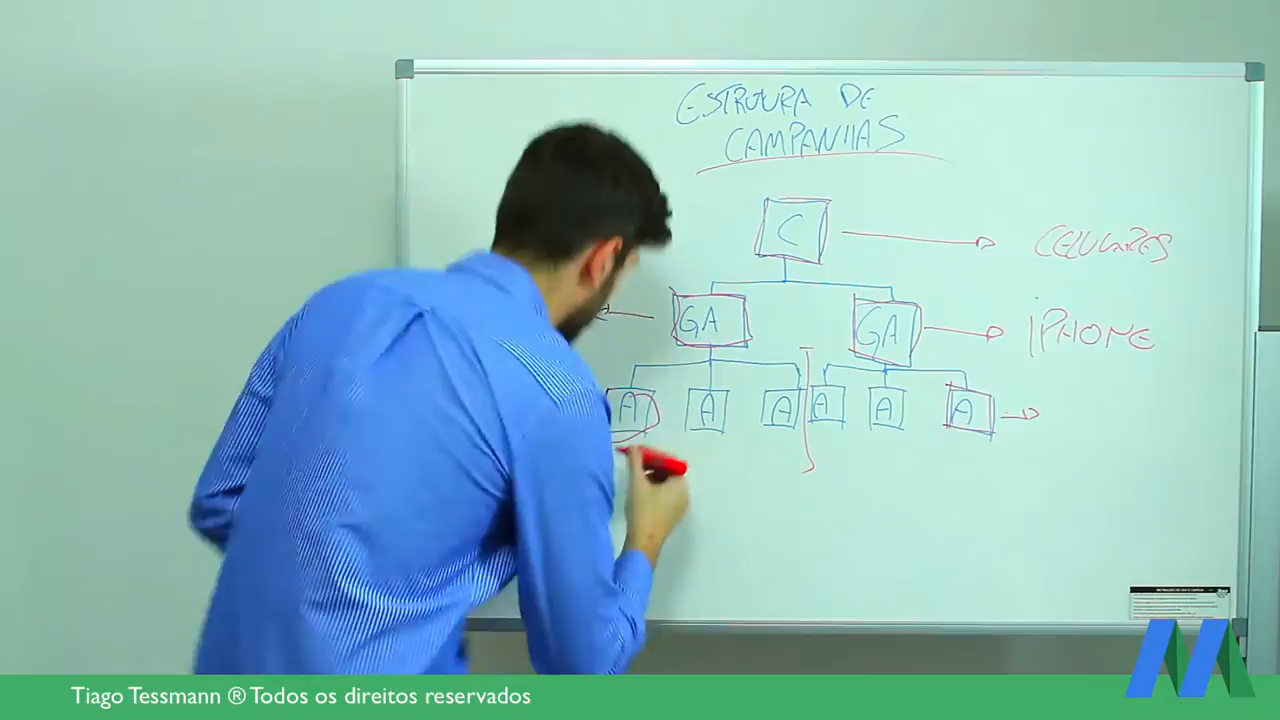 ESTRUTURA DE
CAMPANHAS
C
CELULARES
GA
GA
IPHONE
A
A
A
A
A
A
Tiago Tessmann ® Todos os direitos reservados